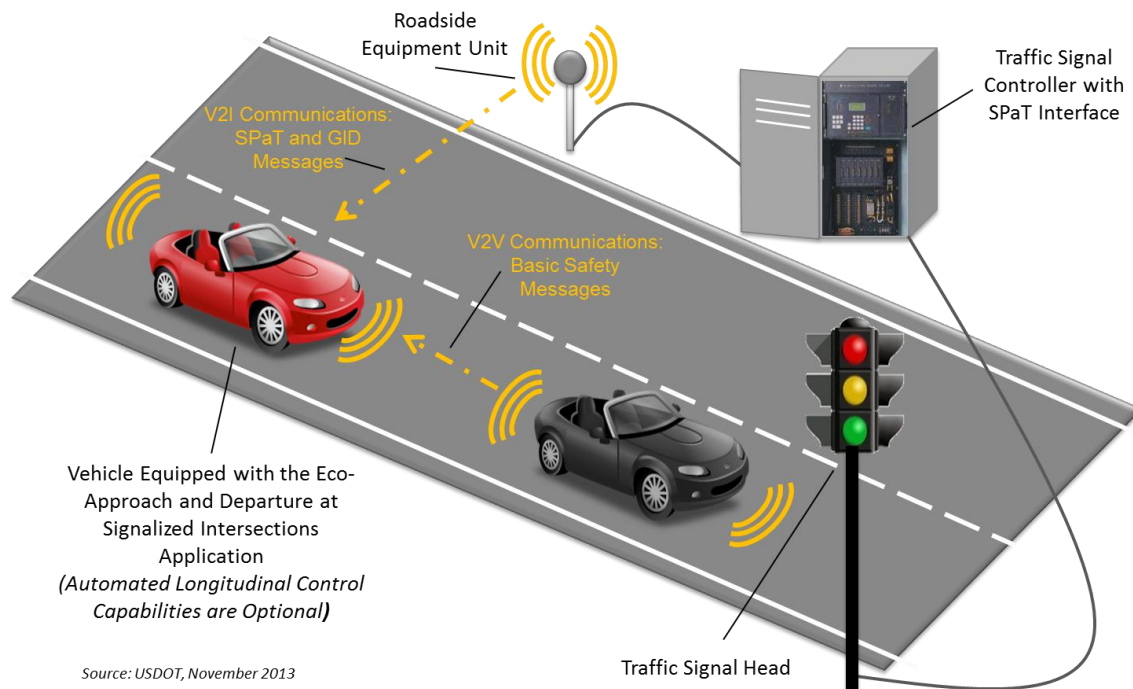 Roadside
Equipment Unit
Traffic Signal
Controller with
SPaT Interface
V2I Communications:
SPaT and GID
Messages
V2V Communications:
Basic Safety
Messages
Vehicle Equipped with the Eco-
Approach and Departure at
Signalized Intersections
Application
(Automated Longitudinal Control
Capabilities are Optional)
Traffic Signal Head
Source: USDOT, November 2013